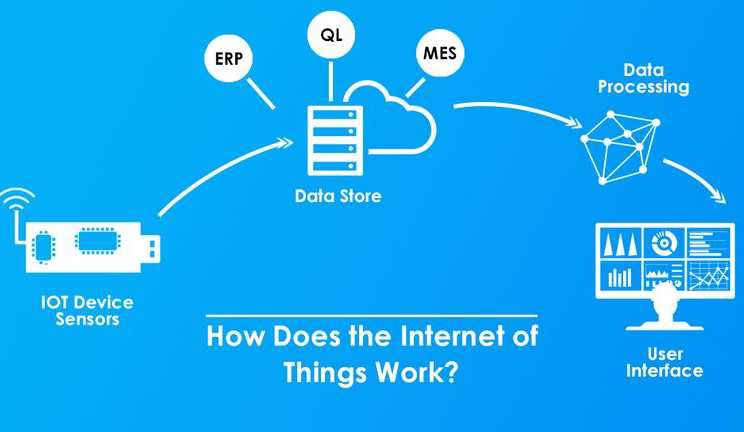 ERP
QL
MES
Data
Processing
Data Store
IOT Device
Sensors
How Does the Internet of
Things Work?
User
Interface